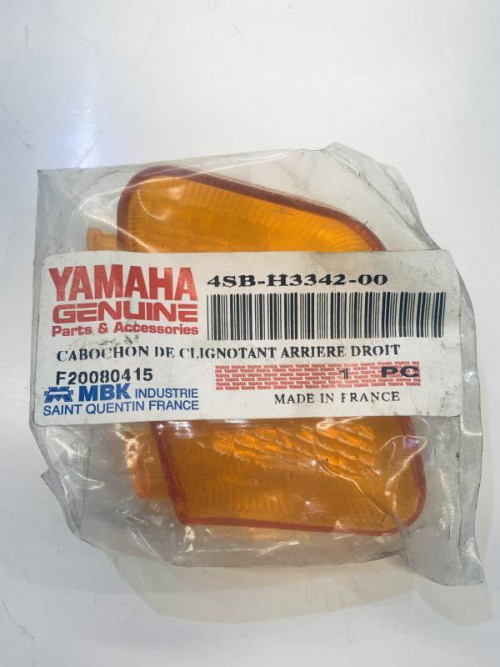 YAMAHA
GENUINE
Parts & Accessories
4SB-H3342-00
CABOCHON DE CLIGNOTANT ARRIERE DROIT
F20080415
1 PC
MBK INDUSTRIE
SAINT QUENTIN FRANCE
MADE IN FRANCE